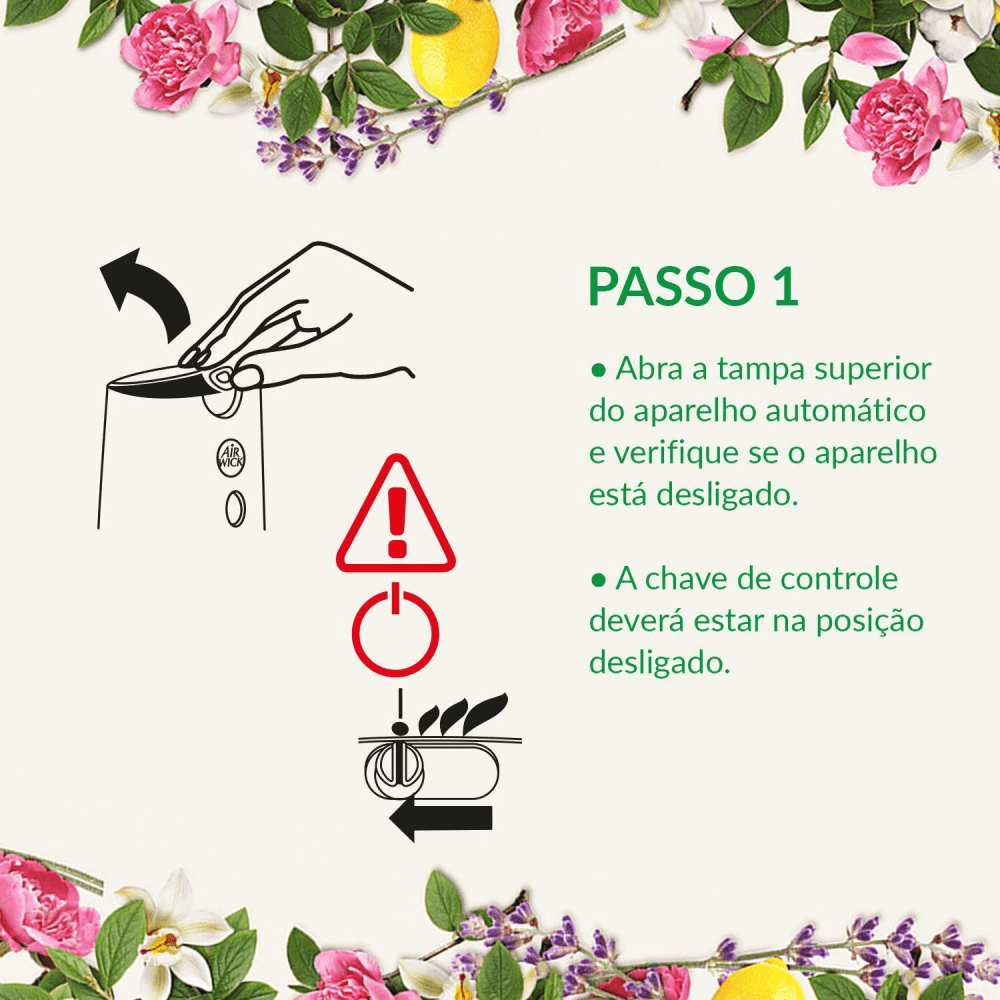 PASSO 1
● Abra a tampa superior
do aparelho automático
e verifique se o aparelho
está desligado.
● A chave de controle
deverá estar na posição
desligado.
AiR
WiCK